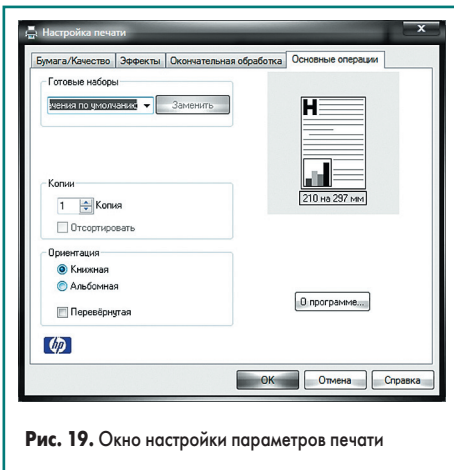 Настройка печати
x
Бумага/Качество Эффекты Окончательная обработка Основные операции
Готовые наборы
чения по умолчанию Заменить
H
210 на 297 мм
Копии
1 Копия
Отсортировать
Ориентация
Книжная
Альбомная
Перевёрнутая
О программе...
hp
OK Отмена Справка
Рис. 19. Окно настройки параметров печати